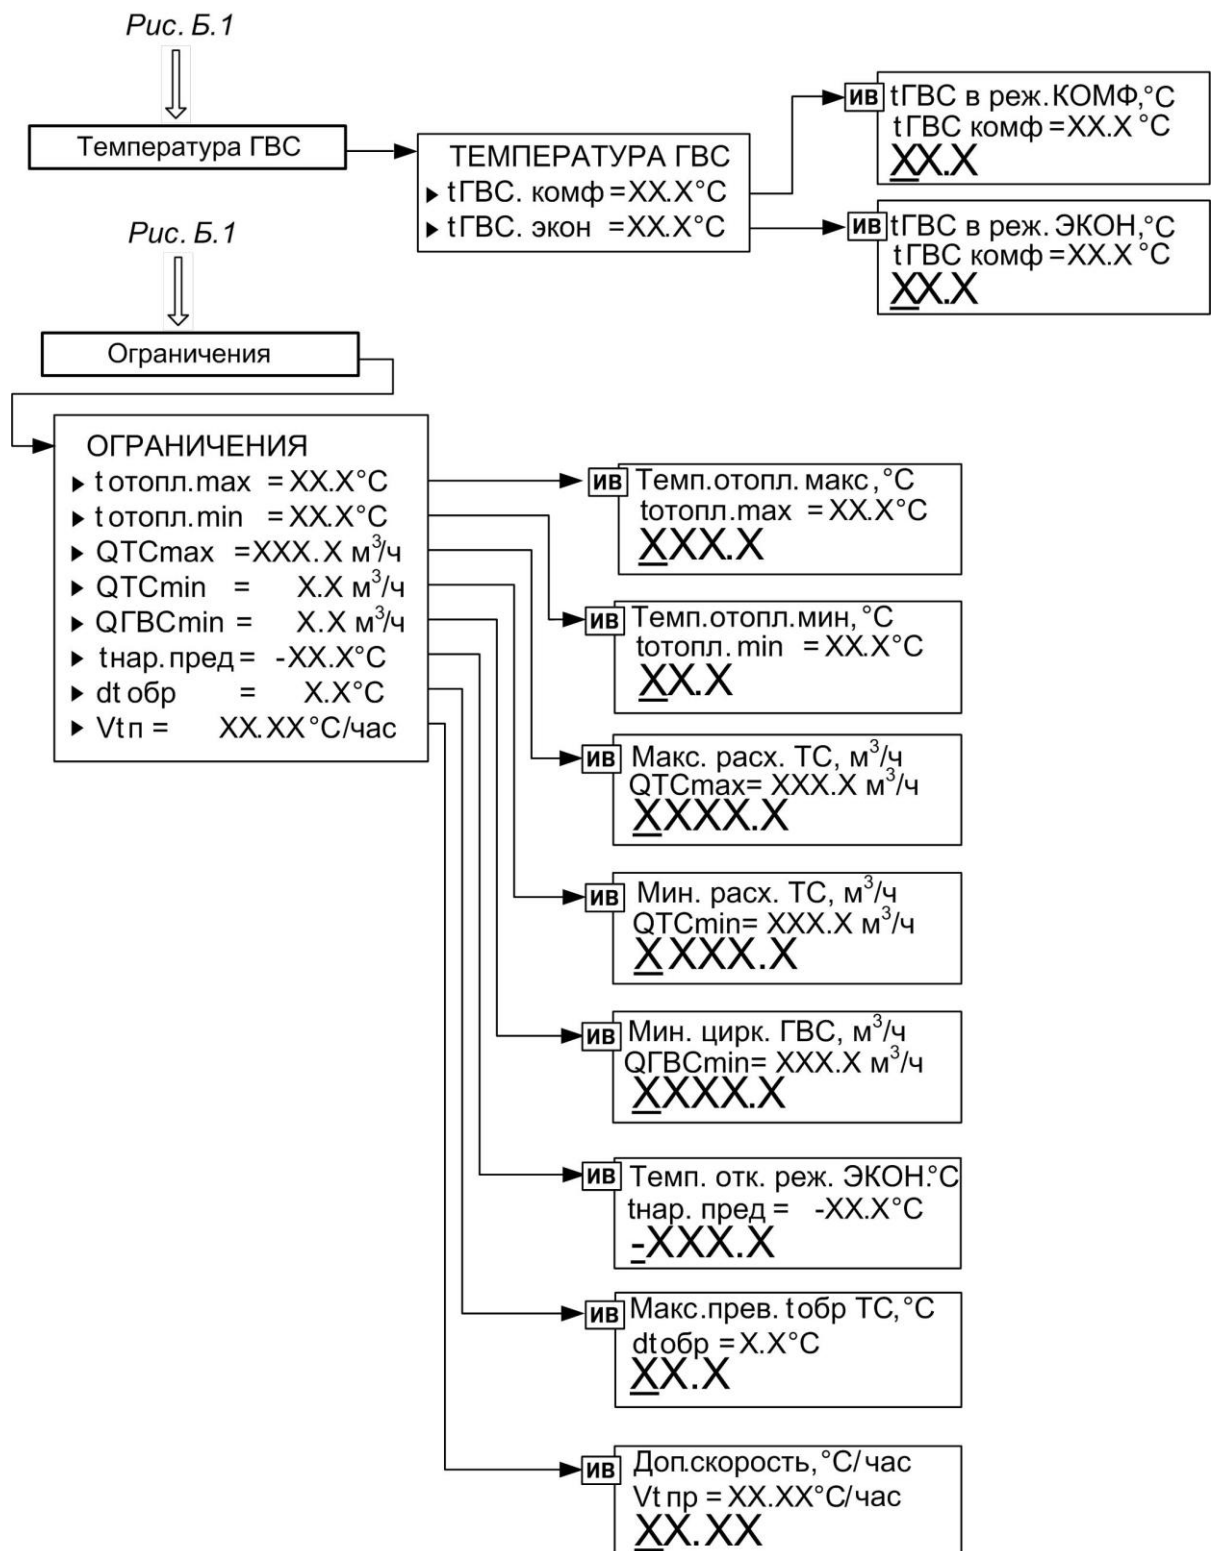 Рис. Б.1
Температура ГВС
ТЕМПЕРАТУРА ГВС
▶ tГВС. комф =XX.X°C
▶ tГВС. экон =XX.X°C
ИВ tГВС в реж.КОМФ,°C
tГВС комф =XX.X °C
XX.X
ИВ tГВС в реж. ЭКОН,°C
tГВС комф =XX.X °C
XX.X
Рис. Б.1
Ограничения
ОГРАНИЧЕНИЯ
▶ t отопл.max = XX.X°C
▶ t отопл.min = XX.X°C
▶ QTCmax =XXX.X м³/ч
▶ QTCmin = X.X м³/ч
▶ QГВСmin = X.X м³/ч
▶ tнар.пред = -XX.X°C
▶ dt обр = X.X°C
▶ Vtп = XX.XX°C/час
ИВ Темп.отопл. макс,°C
tотопл.max = XX.X°C
XXX.X
ИВ Темп.отопл.мин,°C
tотопл. min = XX.X°C
XX.X
ИВ Макс. расх. ТС, м³/ч
QTCmax= XXX.X м³/ч
XXXX.X
ИВ Мин. расх. ТС, м³/ч
QTCmin= XXX.X м³/ч
XXXX.X
ИВ Мин. цирк. ГВС, м³/ч
QГВСmin= XXX.X м³/ч
XXXX.X
ИВ Темп. отк. реж. ЭКОН.°C
tнар. пред = -XX.X°C
-XXX.X
ИВ Макс.прев. tобр ТС,°C
dtобр =X.X°C
XX.X
ИВ Доп.скорость,°C/час
Vt пр = XX.XX°C/час
XX.XX